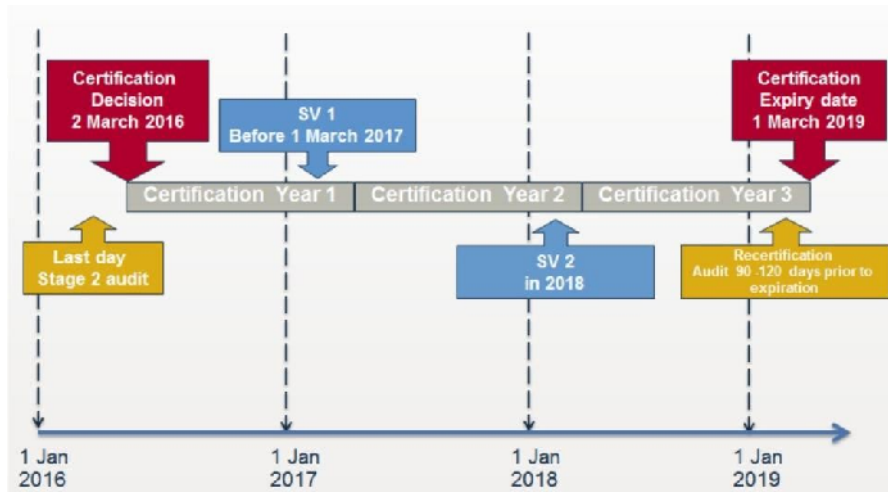 Certification
Decision
2 March 2016
SV 1
Before 1 March 2017
Certification
Expiry date
1 March 2019
Certification Year 1
Certification Year 2
Certification Year 3
Last day
Stage 2 audit
SV 2
in 2018
Recertification
Audit 90 -120 days prior to
expiration
1 Jan
2016
1 Jan
2017
1 Jan
2018
1 Jan
2019